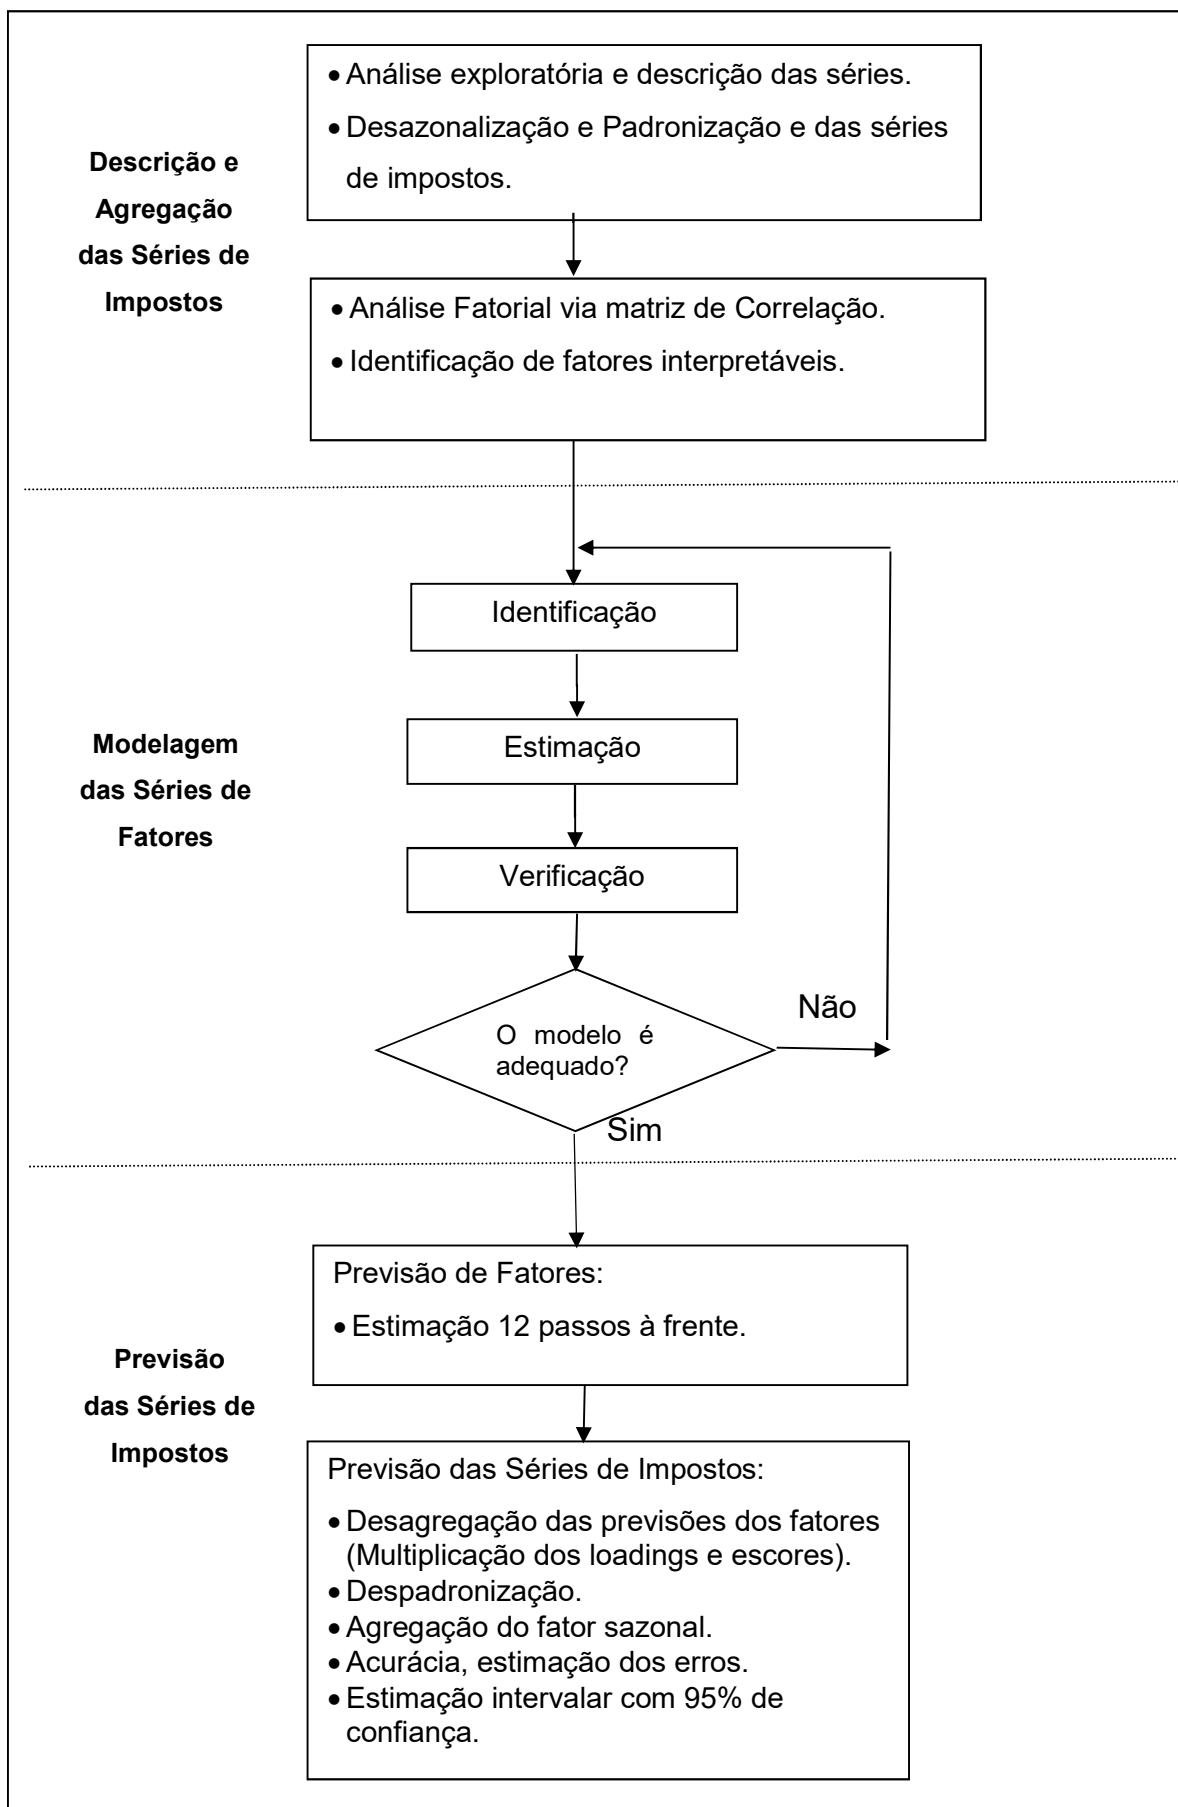 Descrição e
Agregação
das Séries de
Impostos
• Análise exploratória e descrição das séries.
• Desazonalização e Padronização e das séries
de impostos.
• Análise Fatorial via matriz de Correlação.
• Identificação de fatores interpretáveis.
Modelagem
das Séries de
Fatores
Identificação
Estimação
Verificação
O modelo é
adequado?
Não
Sim
Previsão
das Séries de
Impostos
Previsão de Fatores:
• Estimação 12 passos à frente.
Previsão das Séries de Impostos:
• Desagregação das previsões dos fatores
(Multiplicação dos loadings e escores).
• Despadronização.
• Agregação do fator sazonal.
• Acurácia, estimação dos erros.
• Estimação intervalar com 95% de
confiança.